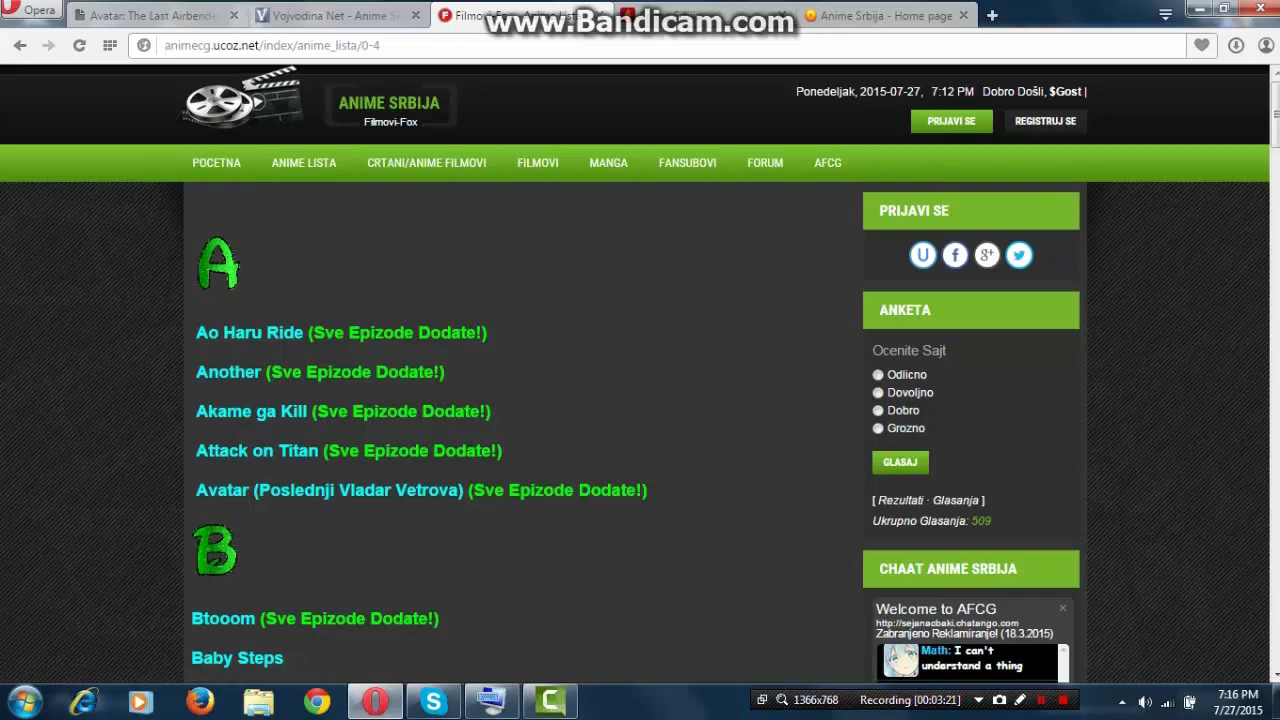 Opera
Avatar: The Last Airbende
Vojvodina Net - Anime S
Filmovi-Fox
Anime Srbija - Home page
www.Bandicam.com
animecg.ucoz.net/index/anime_lista/0-4
ANIME SRBIJA
Filmovi-Fox
Ponedeljak, 2015-07-27, 7:12 PM Dobro Došli, $Gost |
PRIJAVI SE
REGISTRUJ SE
POCETNA
ANIME LISTA
CRTANI/ANIME FILMOVI
FILMOVI
MANGA
FANSUBOVI
FORUM
AFCG
A
Ao Haru Ride (Sve Epizode Dodate!)
Another (Sve Epizode Dodate!)
Akame ga Kill (Sve Epizode Dodate!)
Attack on Titan (Sve Epizode Dodate!)
Avatar (Poslednji Vladar Vetrova) (Sve Epizode Dodate!)
B
Btooom (Sve Epizode Dodate!)
Baby Steps
PRIJAVI SE
ANKETA
Ocenite Sajt
Odlicno
Dovoljno
Dobro
Grozno
GLASAJ
[ Rezultati · Glasanja ]
Ukrupno Glasanja: 509
CHAAT ANIME SRBIJA
Welcome to AFCG
http://sejanacbaki.chatango.com
Zabranjeno Reklamiranje! (18.3.2015)
Math: I can't
understand a thing
1366x768
Recording [00:03:21]
7:16 PM
7/27/2015